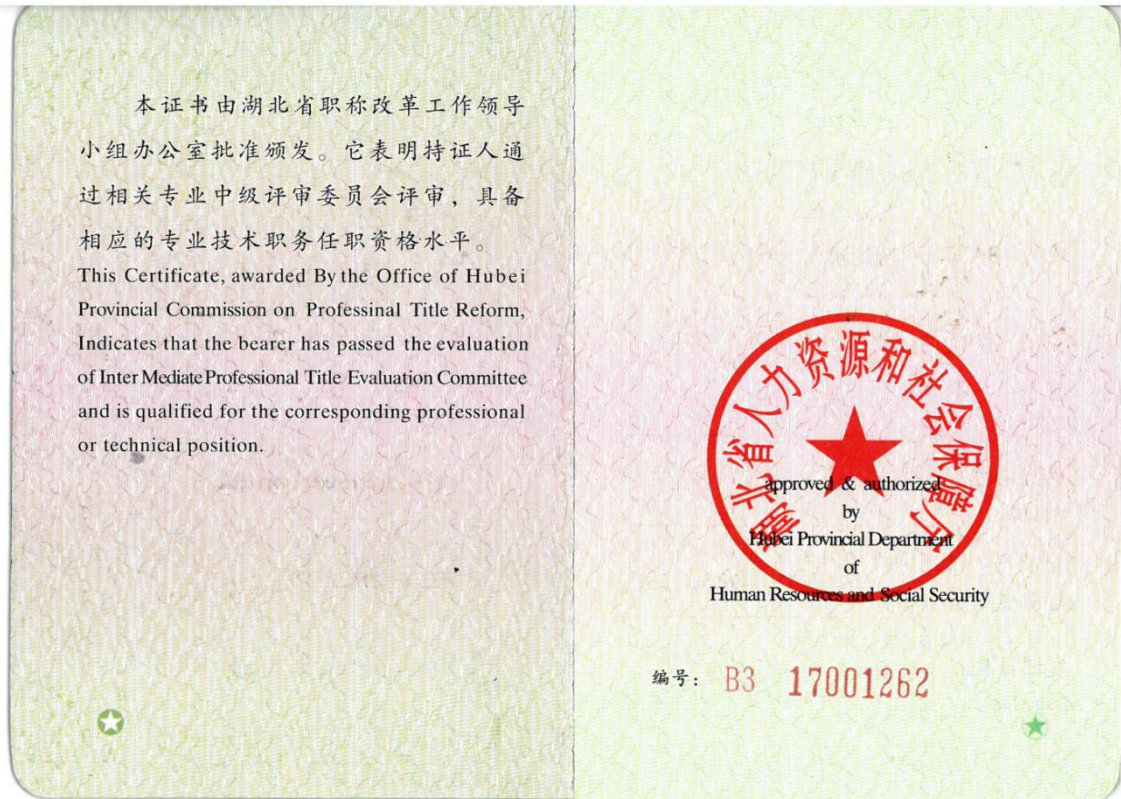 本证书由湖北省职称改革工作领导
小组办公室批准颁发。它表明持证人通
过相关专业中级评审委员会评审，具备
相应的专业技术职务任职资格水平。
This Certificate, awarded By the Office of Hubei
Provincial Commission on Professinal Title Reform,
Indicates that the bearer has passed the evaluation
of Inter Mediate Professional Title Evaluation Committee
and is qualified for the corresponding professional
or technical position.
湖北省人力资源和社会保障厅
approved & authorized
by
Hubei Provincial Department
of
Human Resources and Social Security
编号： B3 17001262